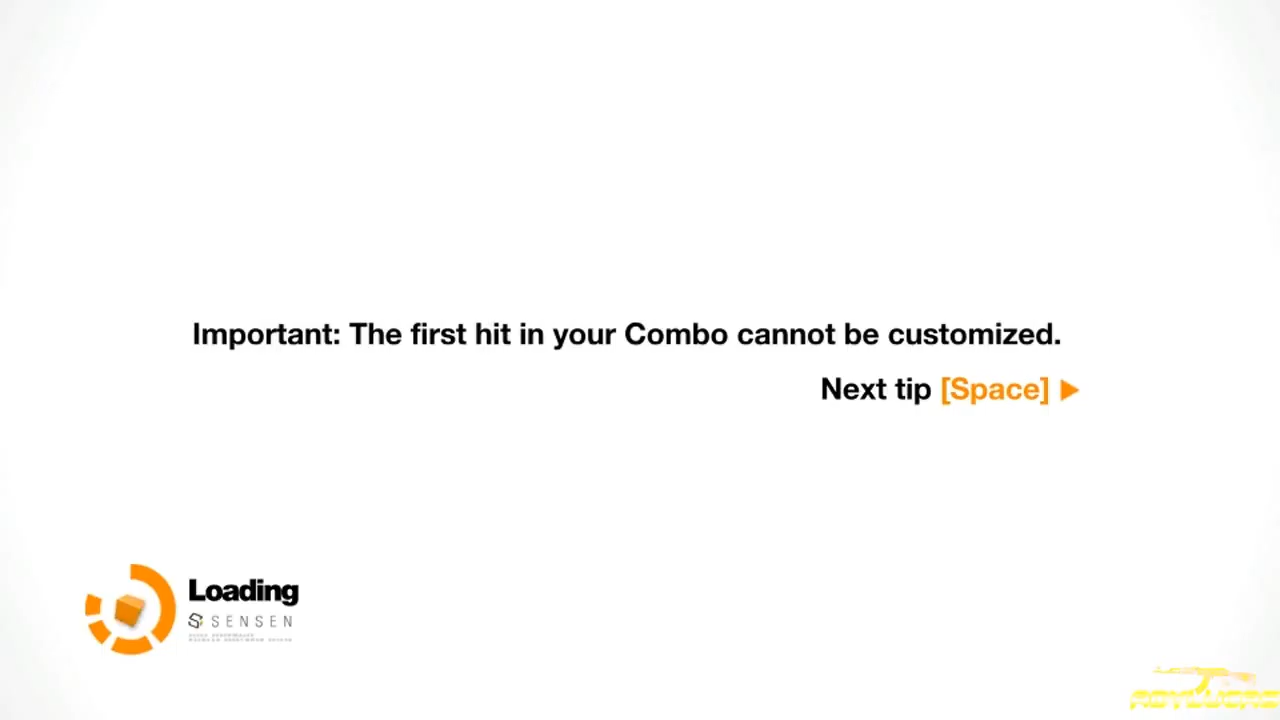 Important: The first hit in your Combo cannot be customized.
Next tip [Space]
Loading
SENSEN